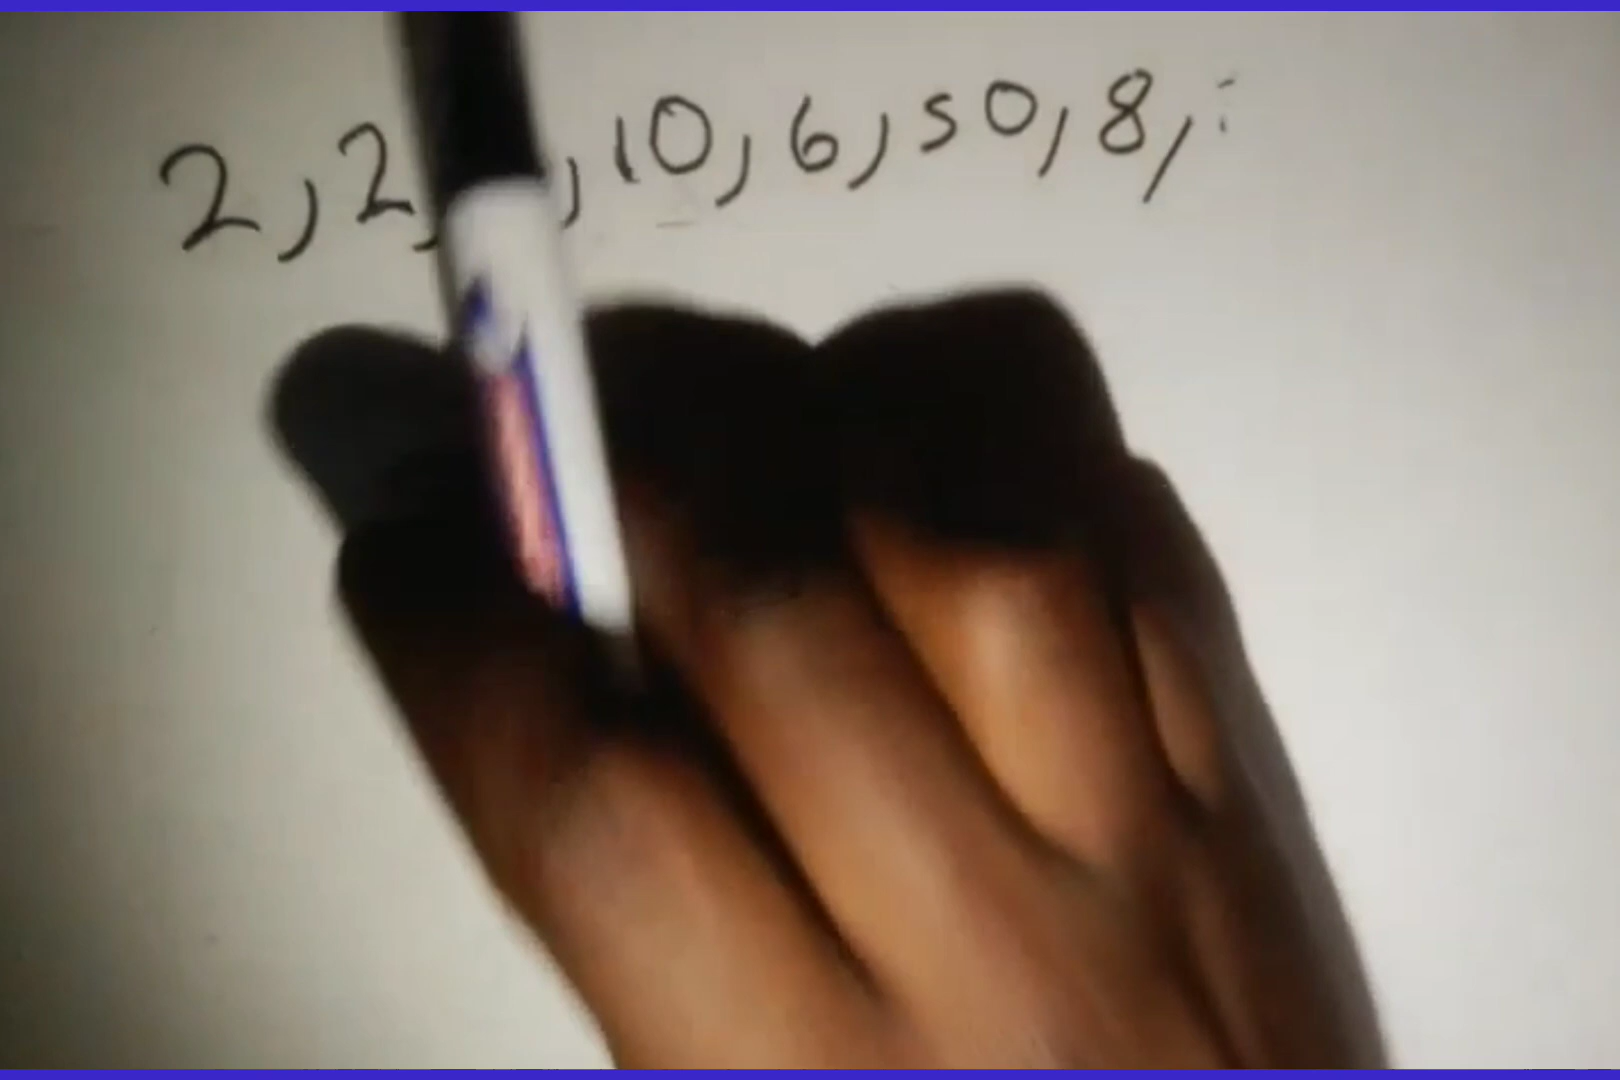 2, 2, , 10, 6, 50, 8, :